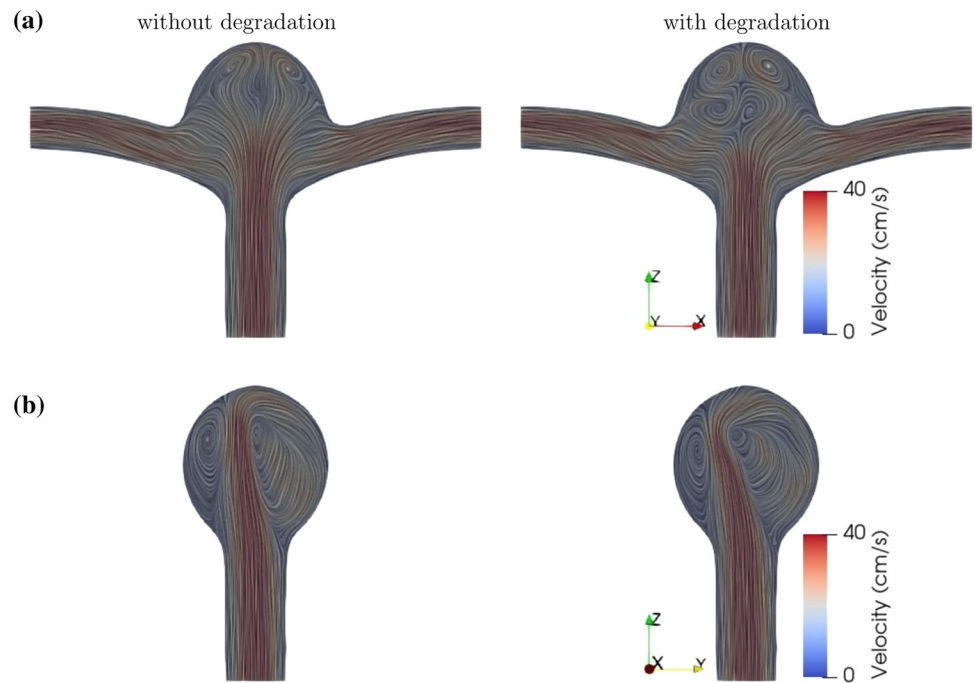 (a)
without degradation
with degradation
40
Velocity (cm/s)
0
Z
Y
X
(b)
40
Velocity (cm/s)
0
Z
X
Y